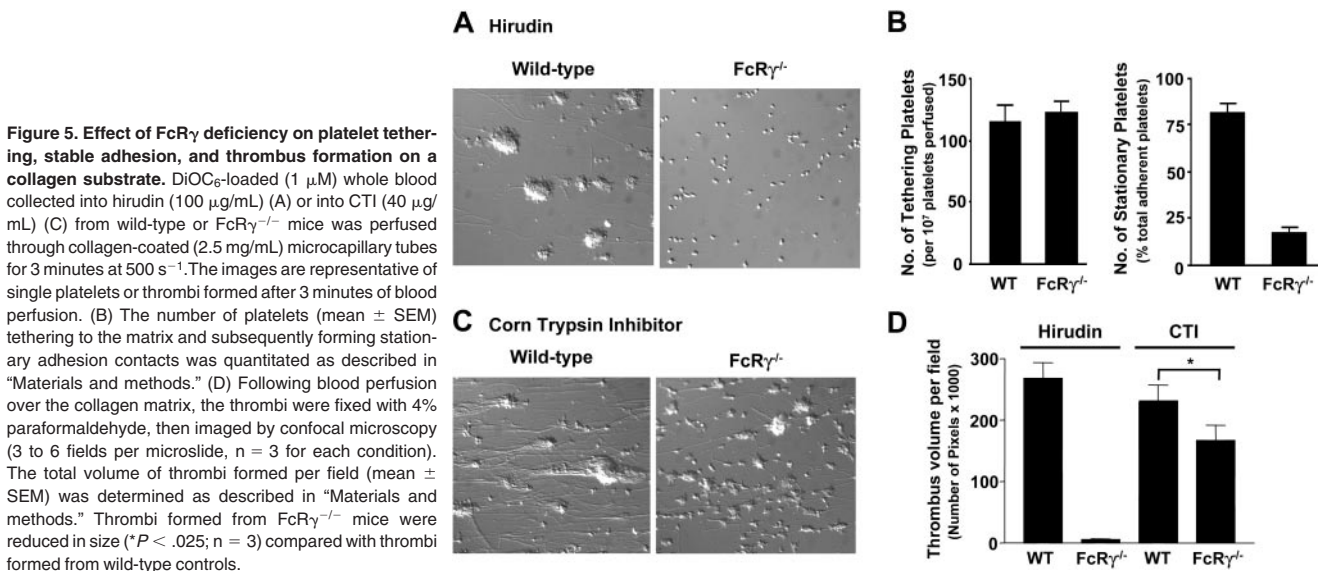 Figure 5. Effect of FcRγ deficiency on platelet tether-
ing, stable adhesion, and thrombus formation on a
collagen substrate. DiOC₆-loaded (1 μM) whole blood
collected into hirudin (100 μg/mL) (A) or into CTI (40 μg/
mL) (C) from wild-type or FcRγ⁻/⁻ mice was perfused
through collagen-coated (2.5 mg/mL) microcapillary tubes
for 3 minutes at 500 s⁻¹.The images are representative of
single platelets or thrombi formed after 3 minutes of blood
perfusion. (B) The number of platelets (mean ± SEM)
tethering to the matrix and subsequently forming station-
ary adhesion contacts was quantitated as described in
“Materials and methods.” (D) Following blood perfusion
over the collagen matrix, the thrombi were fixed with 4%
paraformaldehyde, then imaged by confocal microscopy
(3 to 6 fields per microslide, n = 3 for each condition).
The total volume of thrombi formed per field (mean ±
SEM) was determined as described in “Materials and
methods.” Thrombi formed from FcRγ⁻/⁻ mice were
reduced in size (*P < .025; n = 3) compared with thrombi
formed from wild-type controls.
A Hirudin
Wild-type
FcRγ⁻/⁻
B
No. of Tethering Platelets
(per 10⁷ platelets perfused)
150
100
50
0
WT
FcRγ⁻/⁻
No. of Stationary Platelets
(% total adherent platelets)
100
75
50
25
0
WT
FcRγ⁻/⁻
C Corn Trypsin Inhibitor
Wild-type
FcRγ⁻/⁻
D
Hirudin
CTI
Thrombus volume per field
(Number of Pixels x 1000)
300
200
100
0
*
WT
FcRγ⁻/⁻
WT
FcRγ⁻/⁻